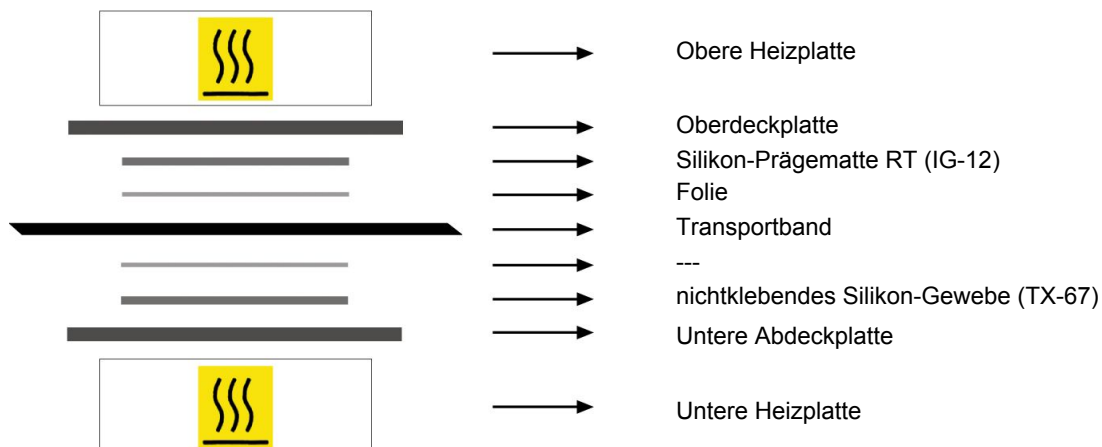 Obere Heizplatte
Oberdeckplatte
Silikon-Prägematte RT (IG-12)
Folie
Transportband
---
nichtklebendes Silikon-Gewebe (TX-67)
Untere Abdeckplatte
Untere Heizplatte